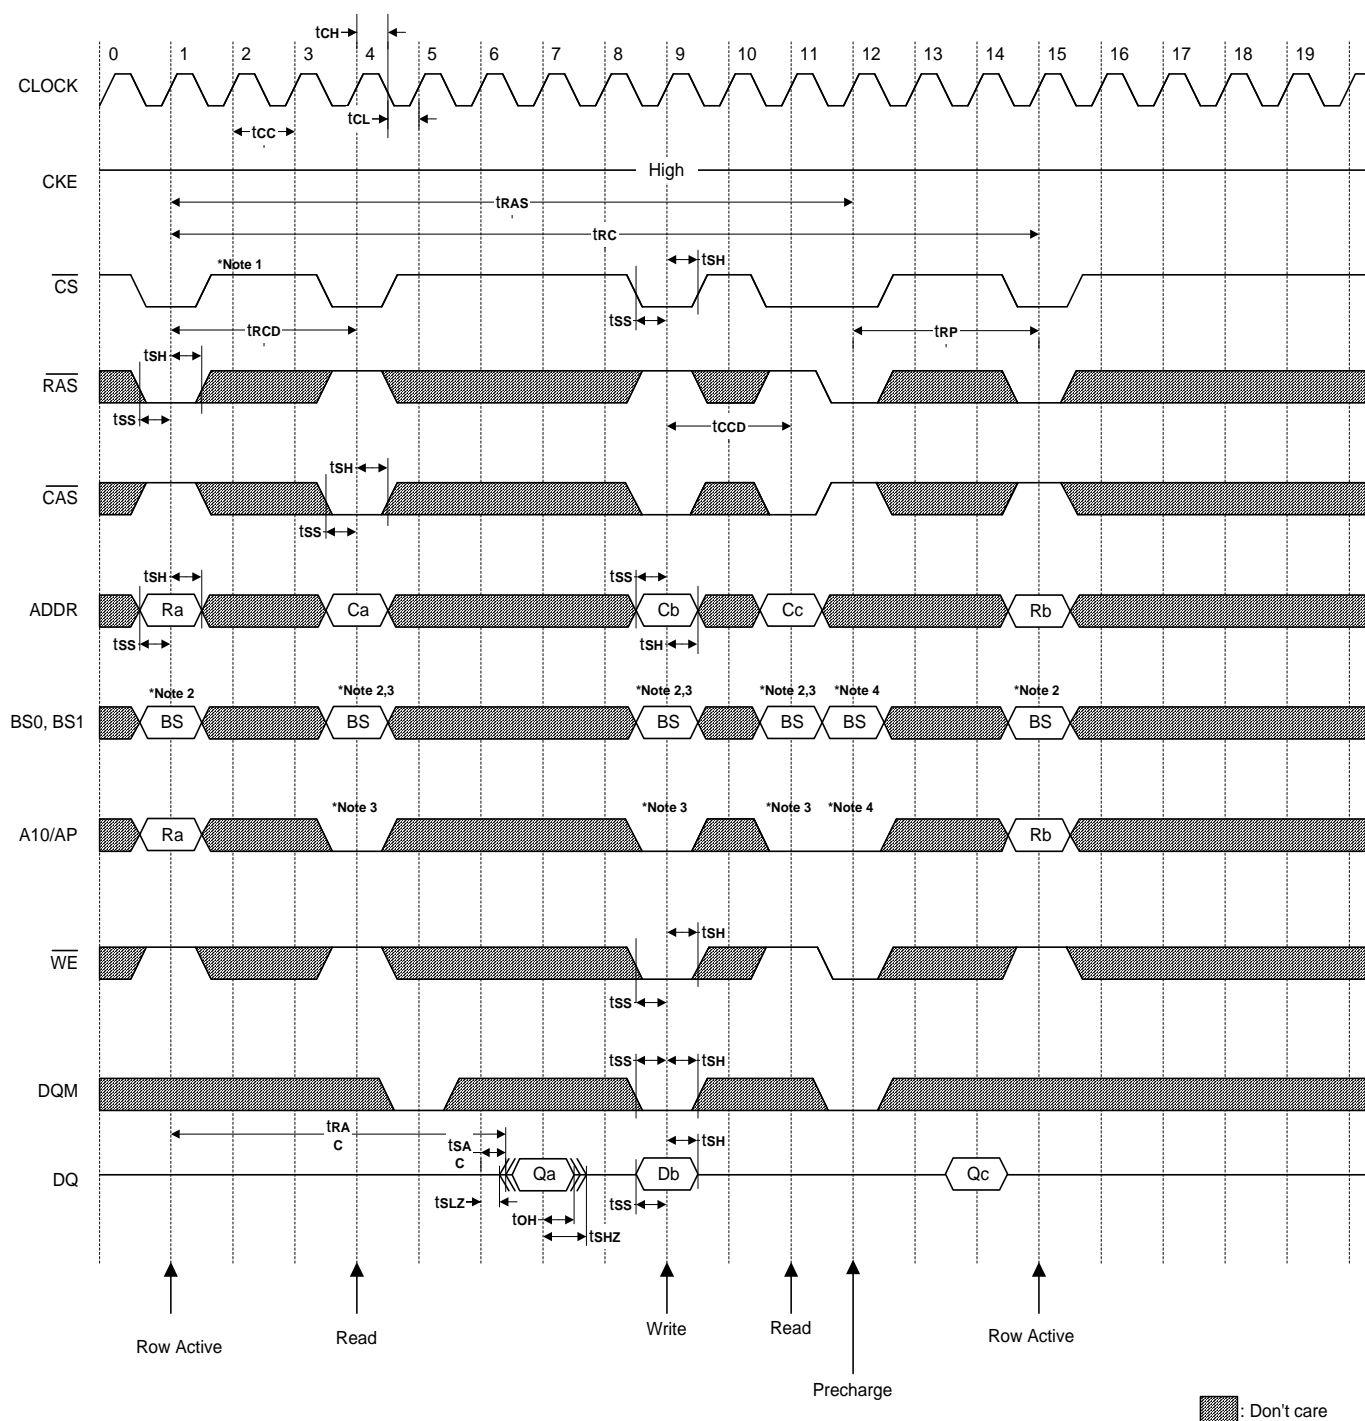 tCH
0 1 2 3 4 5 6 7 8 9 10 11 12 13 14 15 16 17 18 19
CLOCK
tCL
tCC
High
CKE
tRAS
tRC
*Note 1
tSH
CS
tSS
tRCD
tRP
tSH
RAS
tSS
tCCD
tSH
CAS
tSS
tSH
tSS
ADDR Ra Ca Cb Cc Rb
tSS
tSH
*Note 2 *Note 2,3 *Note 2,3 *Note 2,3 *Note 4 *Note 2
BS0, BS1 BS BS BS BS BS BS
*Note 3 *Note 3 *Note 3 *Note 4
A10/AP Ra Rb
tSH
WE
tSS
tSS tSH
DQM
tRA
C
tSA
C
tSH
DQ Qa Db Qc
tSLZ
tOH
tSS
tSHZ
Row Active
Read
Write
Read
Row Active
Precharge
: Don't care